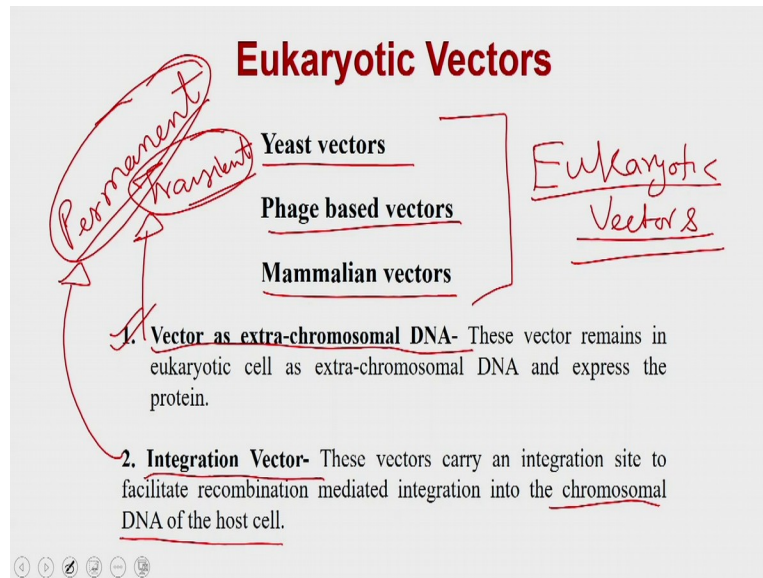 Eukaryotic Vectors
Permanent
Transient
Yeast vectors
Phage based vectors
Mammalian vectors
Eukaryotic
Vectors
1. Vector as extra-chromosomal DNA- These vector remains in
eukaryotic cell as extra-chromosomal DNA and express the
protein.
2. Integration Vector- These vectors carry an integration site to
facilitate recombination mediated integration into the chromosomal
DNA of the host cell.